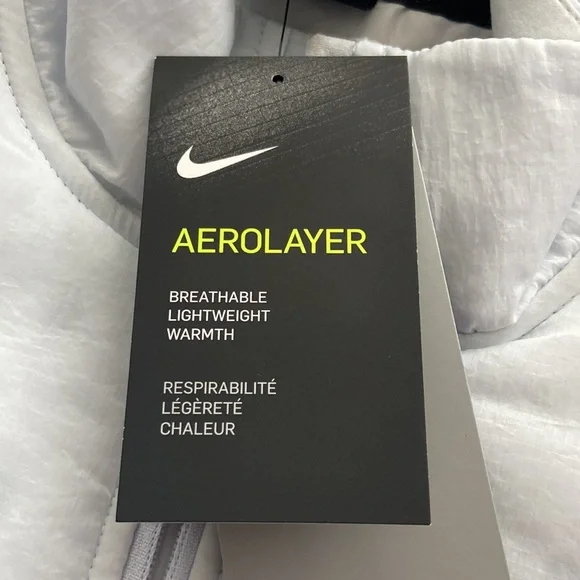 AEROLAYER
BREATHABLE
LIGHTWEIGHT
WARMTH
RESPIRABILITÉ
LÉGÈRETÉ
CHALEUR